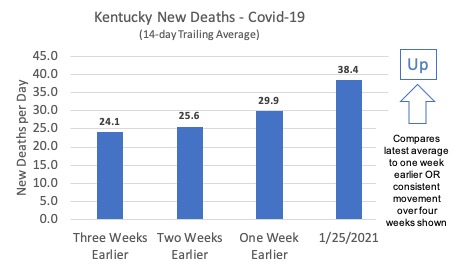 Kentucky New Deaths - Covid-19
(14-day Trailing Average)
New Deaths per Day
45.0
40.0
35.0
30.0
25.0
20.0
15.0
10.0
5.0
0.0
24.1
25.6
29.9
38.4
Three Weeks
Earlier
Two Weeks
Earlier
One Week
Earlier
1/25/2021
Up
Compares
latest average
to one week
earlier OR
consistent
movement
over four
weeks shown